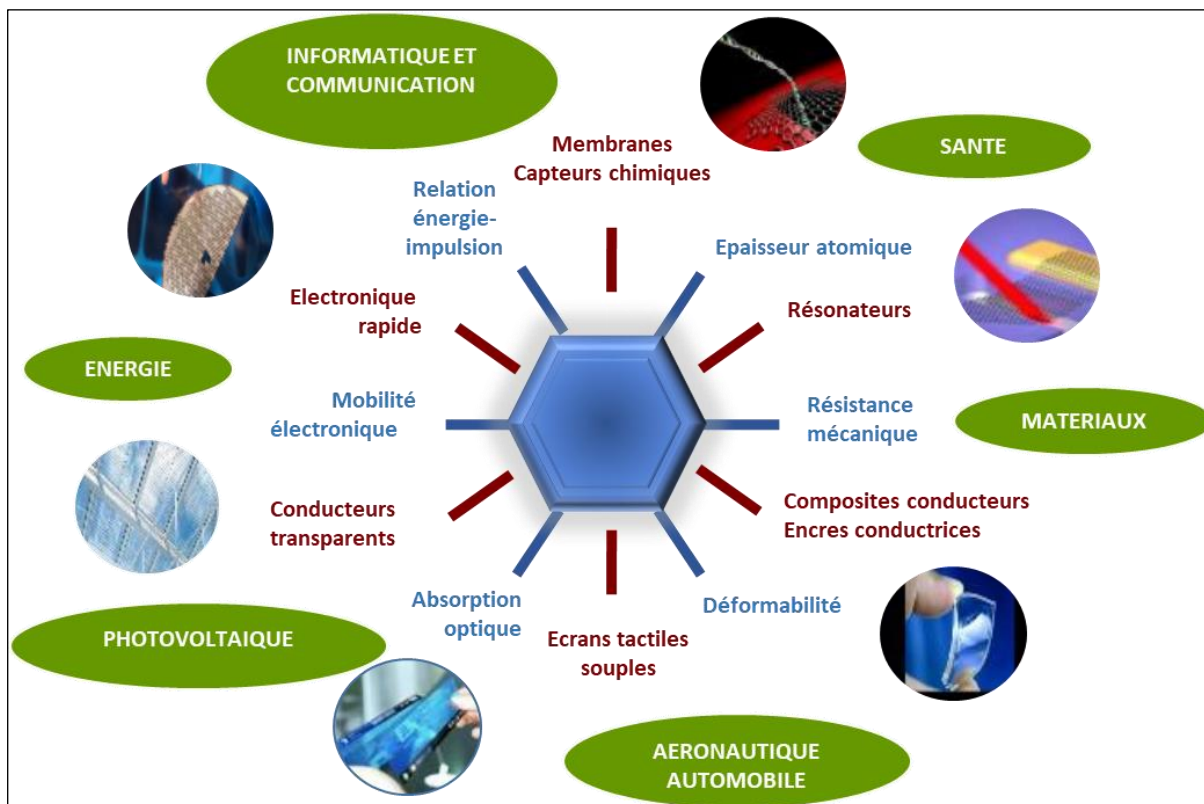 INFORMATIQUE ET
COMMUNICATION
SANTE
Membranes
Capteurs chimiques
Relation
énergie-
impulsion
Epaisseur atomique
Electronique
rapide
Résonateurs
ENERGIE
Mobilité
électronique
Résistance
mécanique
MATERIAUX
Conducteurs
transparents
Composites conducteurs
Encres conductrices
Absorption
optique
Déformabilité
PHOTOVOLTAIQUE
Ecrans tactiles
souples
AERONAUTIQUE
AUTOMOBILE